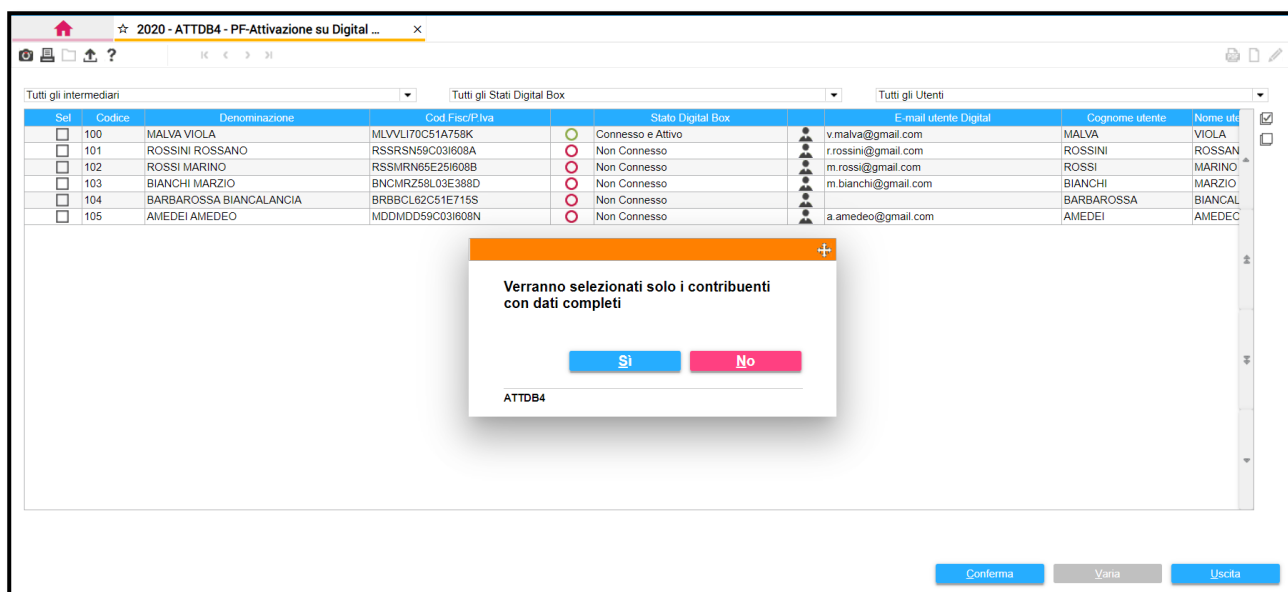 2020 - ATTDB4 - PF-Attivazione su Digital ...
Tutti gli intermediari Tutti gli Stati Digital Box Tutti gli Utenti
Sel Codice Denominazione Cod.Fisc/P.Iva Stato Digital Box E-mail utente Digital Cognome utente Nome ute
100 MALVA VIOLA MLVVLI70C51A758K Connesso e Attivo v.malva@gmail.com MALVA VIOLA
101 ROSSINI ROSSANO RSSRSN59C03I608A Non Connesso r.rossini@gmail.com ROSSINI ROSSAN
102 ROSSI MARINO RSSMRN65E25I608B Non Connesso m.rossi@gmail.com ROSSI MARINO
103 BIANCHI MARZIO BNCMRZ58L03E388D Non Connesso m.bianchi@gmail.com BIANCHI MARZIO
104 BARBAROSSA BIANCALANCIA BRBBCL62C51E715S Non Connesso BARBAROSSA BIANCAL
105 AMEDEI AMEDEO MDDMDD59C03I608N Non Connesso a.amedeo@gmail.com AMEDEI AMEDEO
Verranno selezionati solo i contribuenti
con dati completi
Sì No
ATTDB4
Conferma Varia Uscita